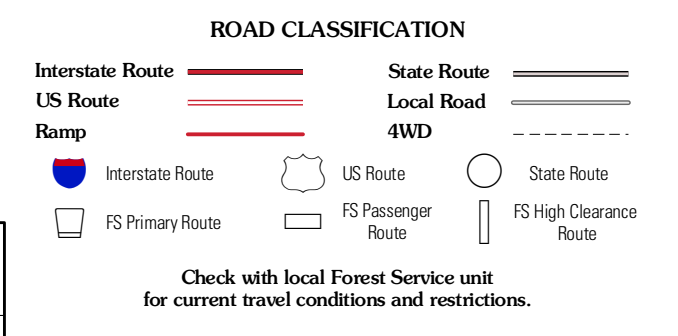 ROAD CLASSIFICATION
Interstate Route
State Route
US Route
Local Road
Ramp
4WD
Interstate Route
US Route
State Route
FS Primary Route
FS Passenger
Route
FS High Clearance
Route
Check with local Forest Service unit
for current travel conditions and restrictions.